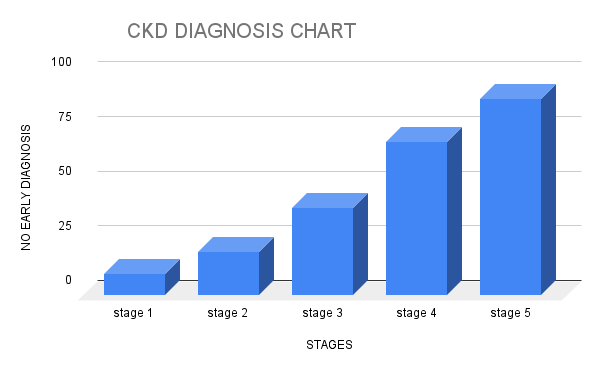 CKD DIAGNOSIS CHART
100
75
50
25
0
NO EARLY DIAGNOSIS
stage 1
stage 2
stage 3
stage 4
stage 5
STAGES